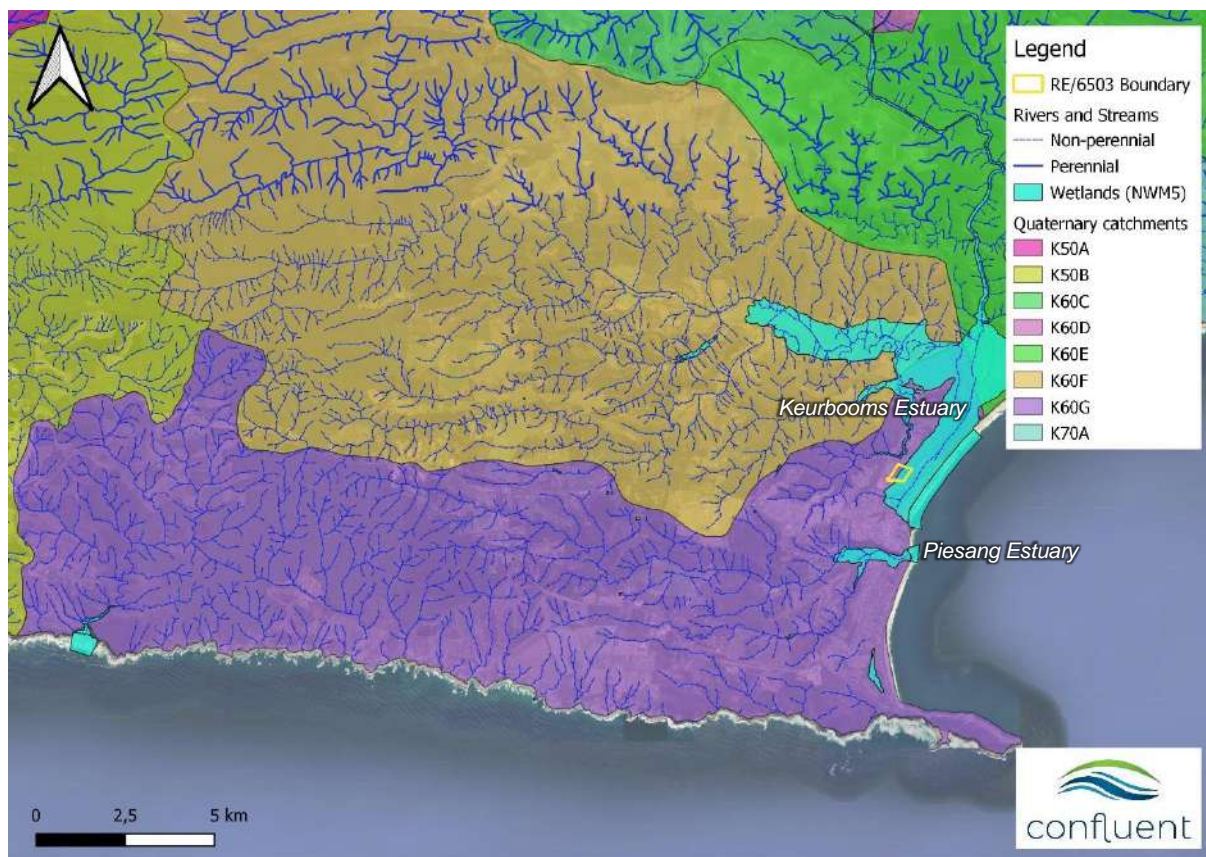 Legend
RE/6503 Boundary
Rivers and Streams
Non-perennial
Perennial
Wetlands (NWM5)
Quaternary catchments
K50A
K50B
K60C
K60D
K60E
K60F
K60G
K70A
Keurbooms Estuary
Piesang Estuary
0 2,5 5 km
confluent